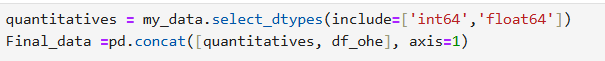 quantitatives = my_data.select_dtypes(include=['int64','float64'])
Final_data =pd.concat([quantitatives, df_ohe], axis=1)